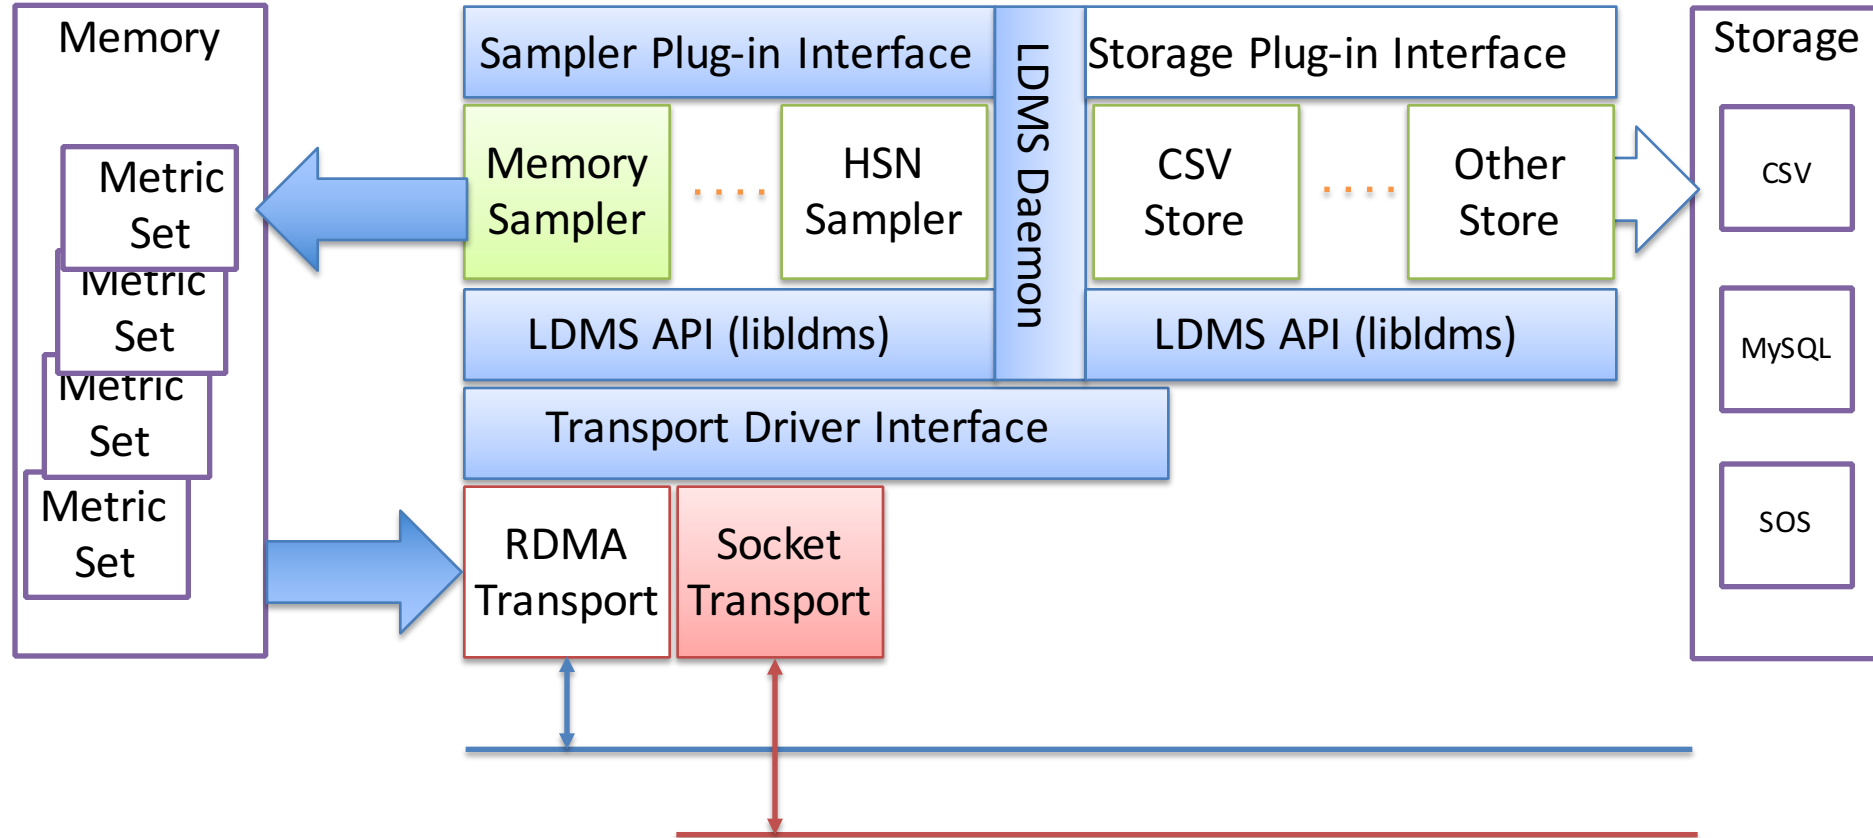 Memory
Metric
Set
Metric
Set
Metric
Set
Metric
Set
Sampler Plug-in Interface
Memory
Sampler
HSN
Sampler
LDMS API (libldms)
LDMS Daemon
Storage Plug-in Interface
CSV
Store
Other
Store
LDMS API (libldms)
Transport Driver Interface
RDMA
Transport
Socket
Transport
Storage
CSV
MySQL
SOS